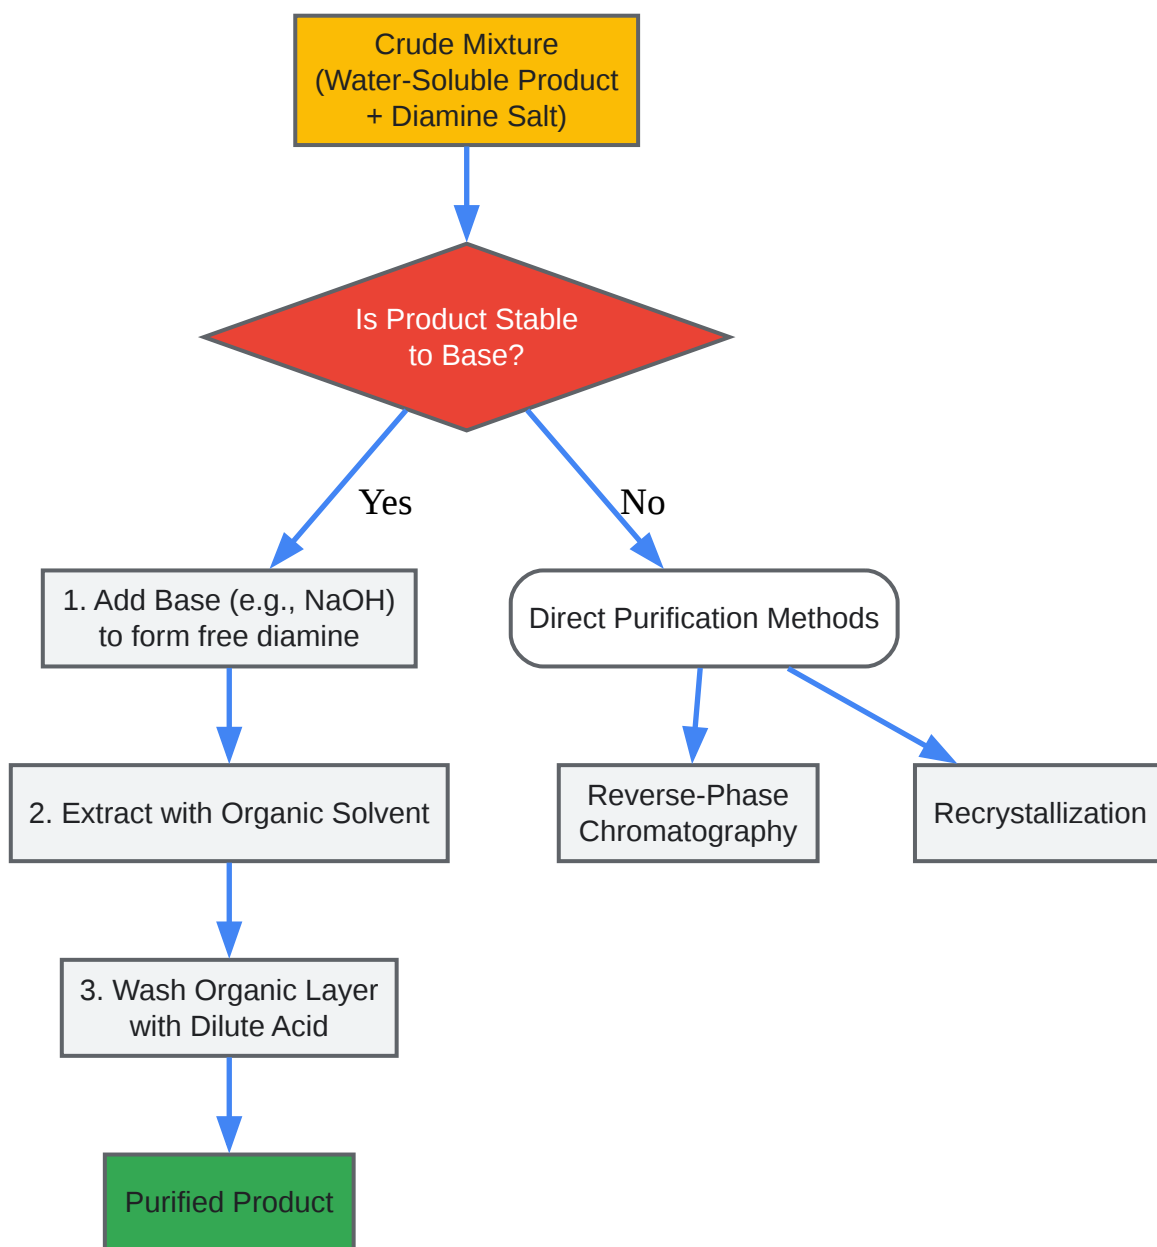 Crude Mixture
(Water-Soluble Product
+ Diamine Salt)
Is Product Stable
to Base?
Yes
No
1. Add Base (e.g., NaOH)
to form free diamine
Direct Purification Methods
2. Extract with Organic Solvent
Reverse-Phase
Chromatography
Recrystallization
3. Wash Organic Layer
with Dilute Acid
Purified Product